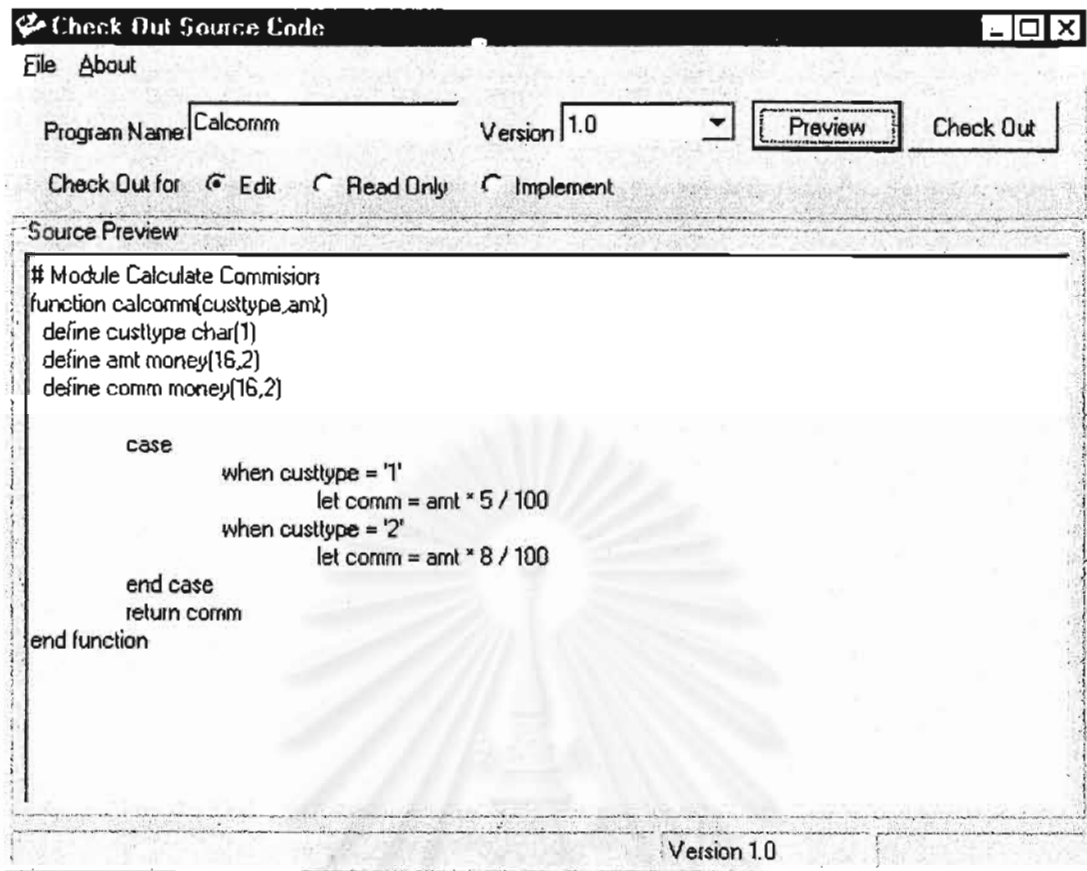 Check Out Source Code
File About
Program Name Calcomm Version 1.0 Preview Check Out
Check Out for Edit Read Only Implement
Source Preview
# Module Calculate Commision
function calcomm(custtype,amt)
define custtype char(1)
define amt money(16,2)
define comm money(16,2)
case
when custtype = '1'
let comm = amt * 5 / 100
when custtype = '2'
let comm = amt * 8 / 100
end case
return comm
end function
Version 1.0